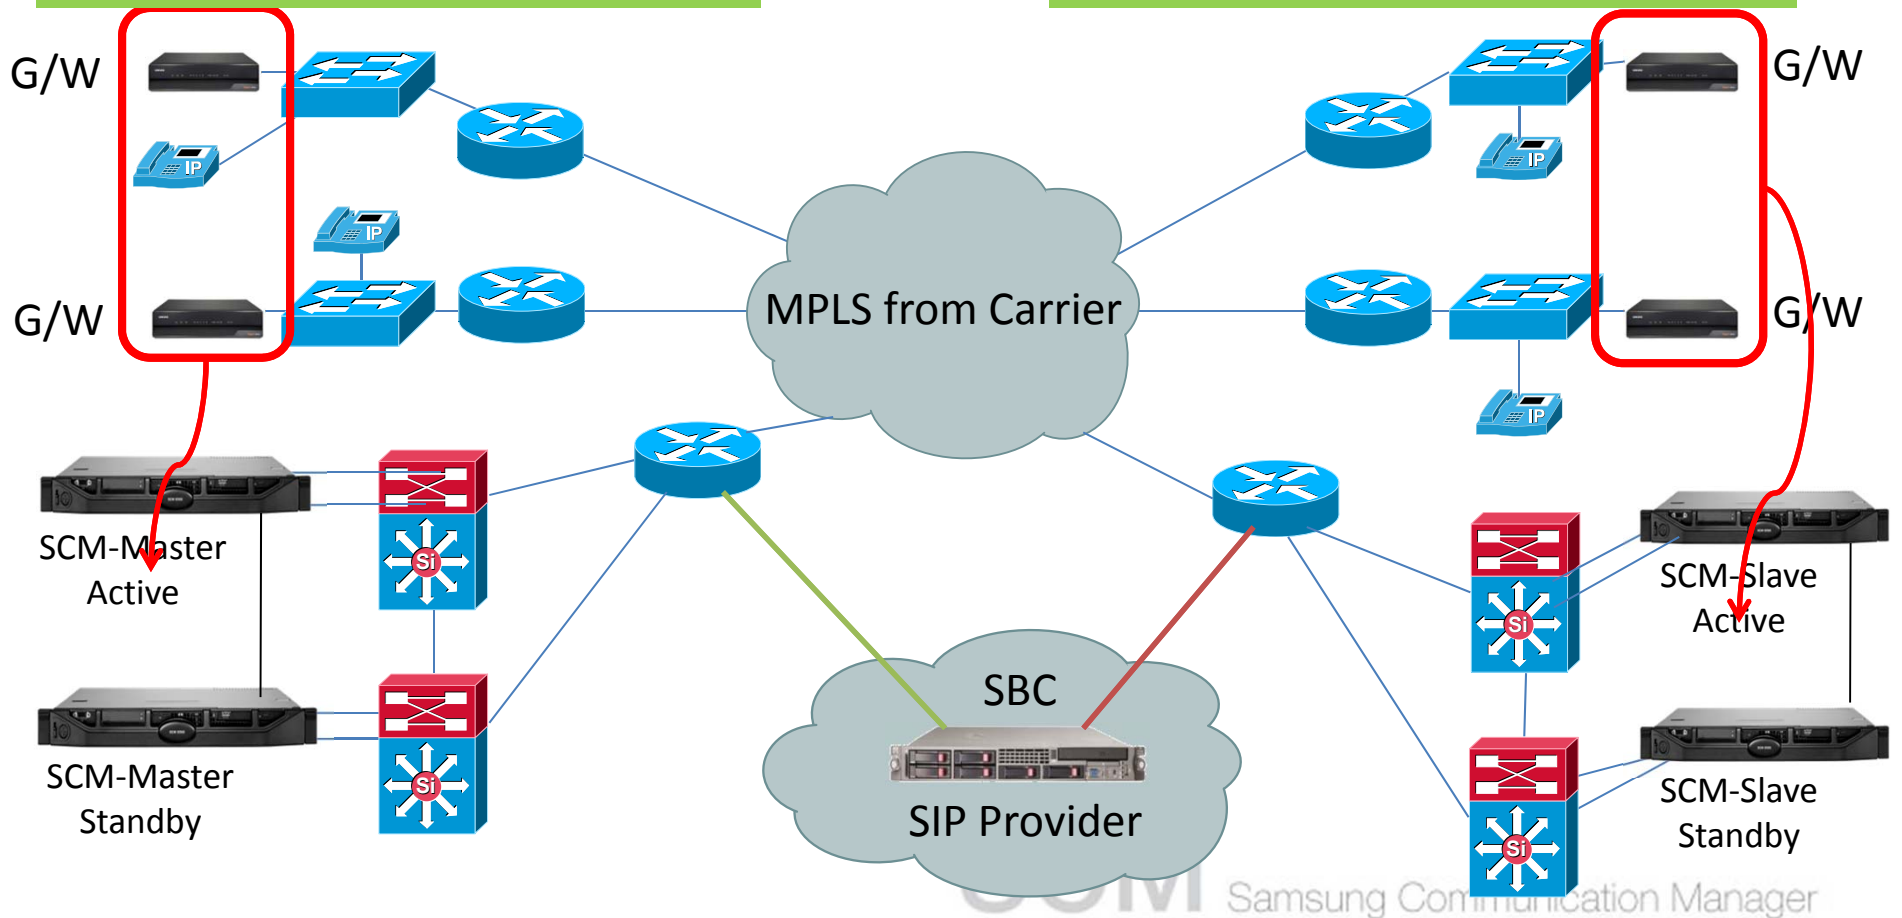 G/W
G/W
IP
IP
IP
G/W
G/W
MPLS from Carrier
IP
SCM-Master
Active
Si
SCM-Slave
Active
Si
SBC
SCM-Master
Standby
Si
SIP Provider
SCM-Slave
Standby
Si
SCM Samsung Communication Manager